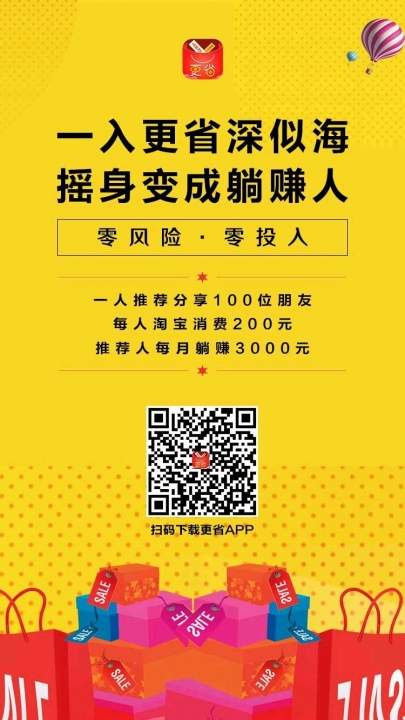 更省
一入更省深似海
摇身变成躺赚人
零风险·零投入
一人推荐分享100位朋友
每人淘宝消费200元
推荐人每月躺赚3000元
扫码下载更省APP
SALE
SALE
SALE
SALE
SALE